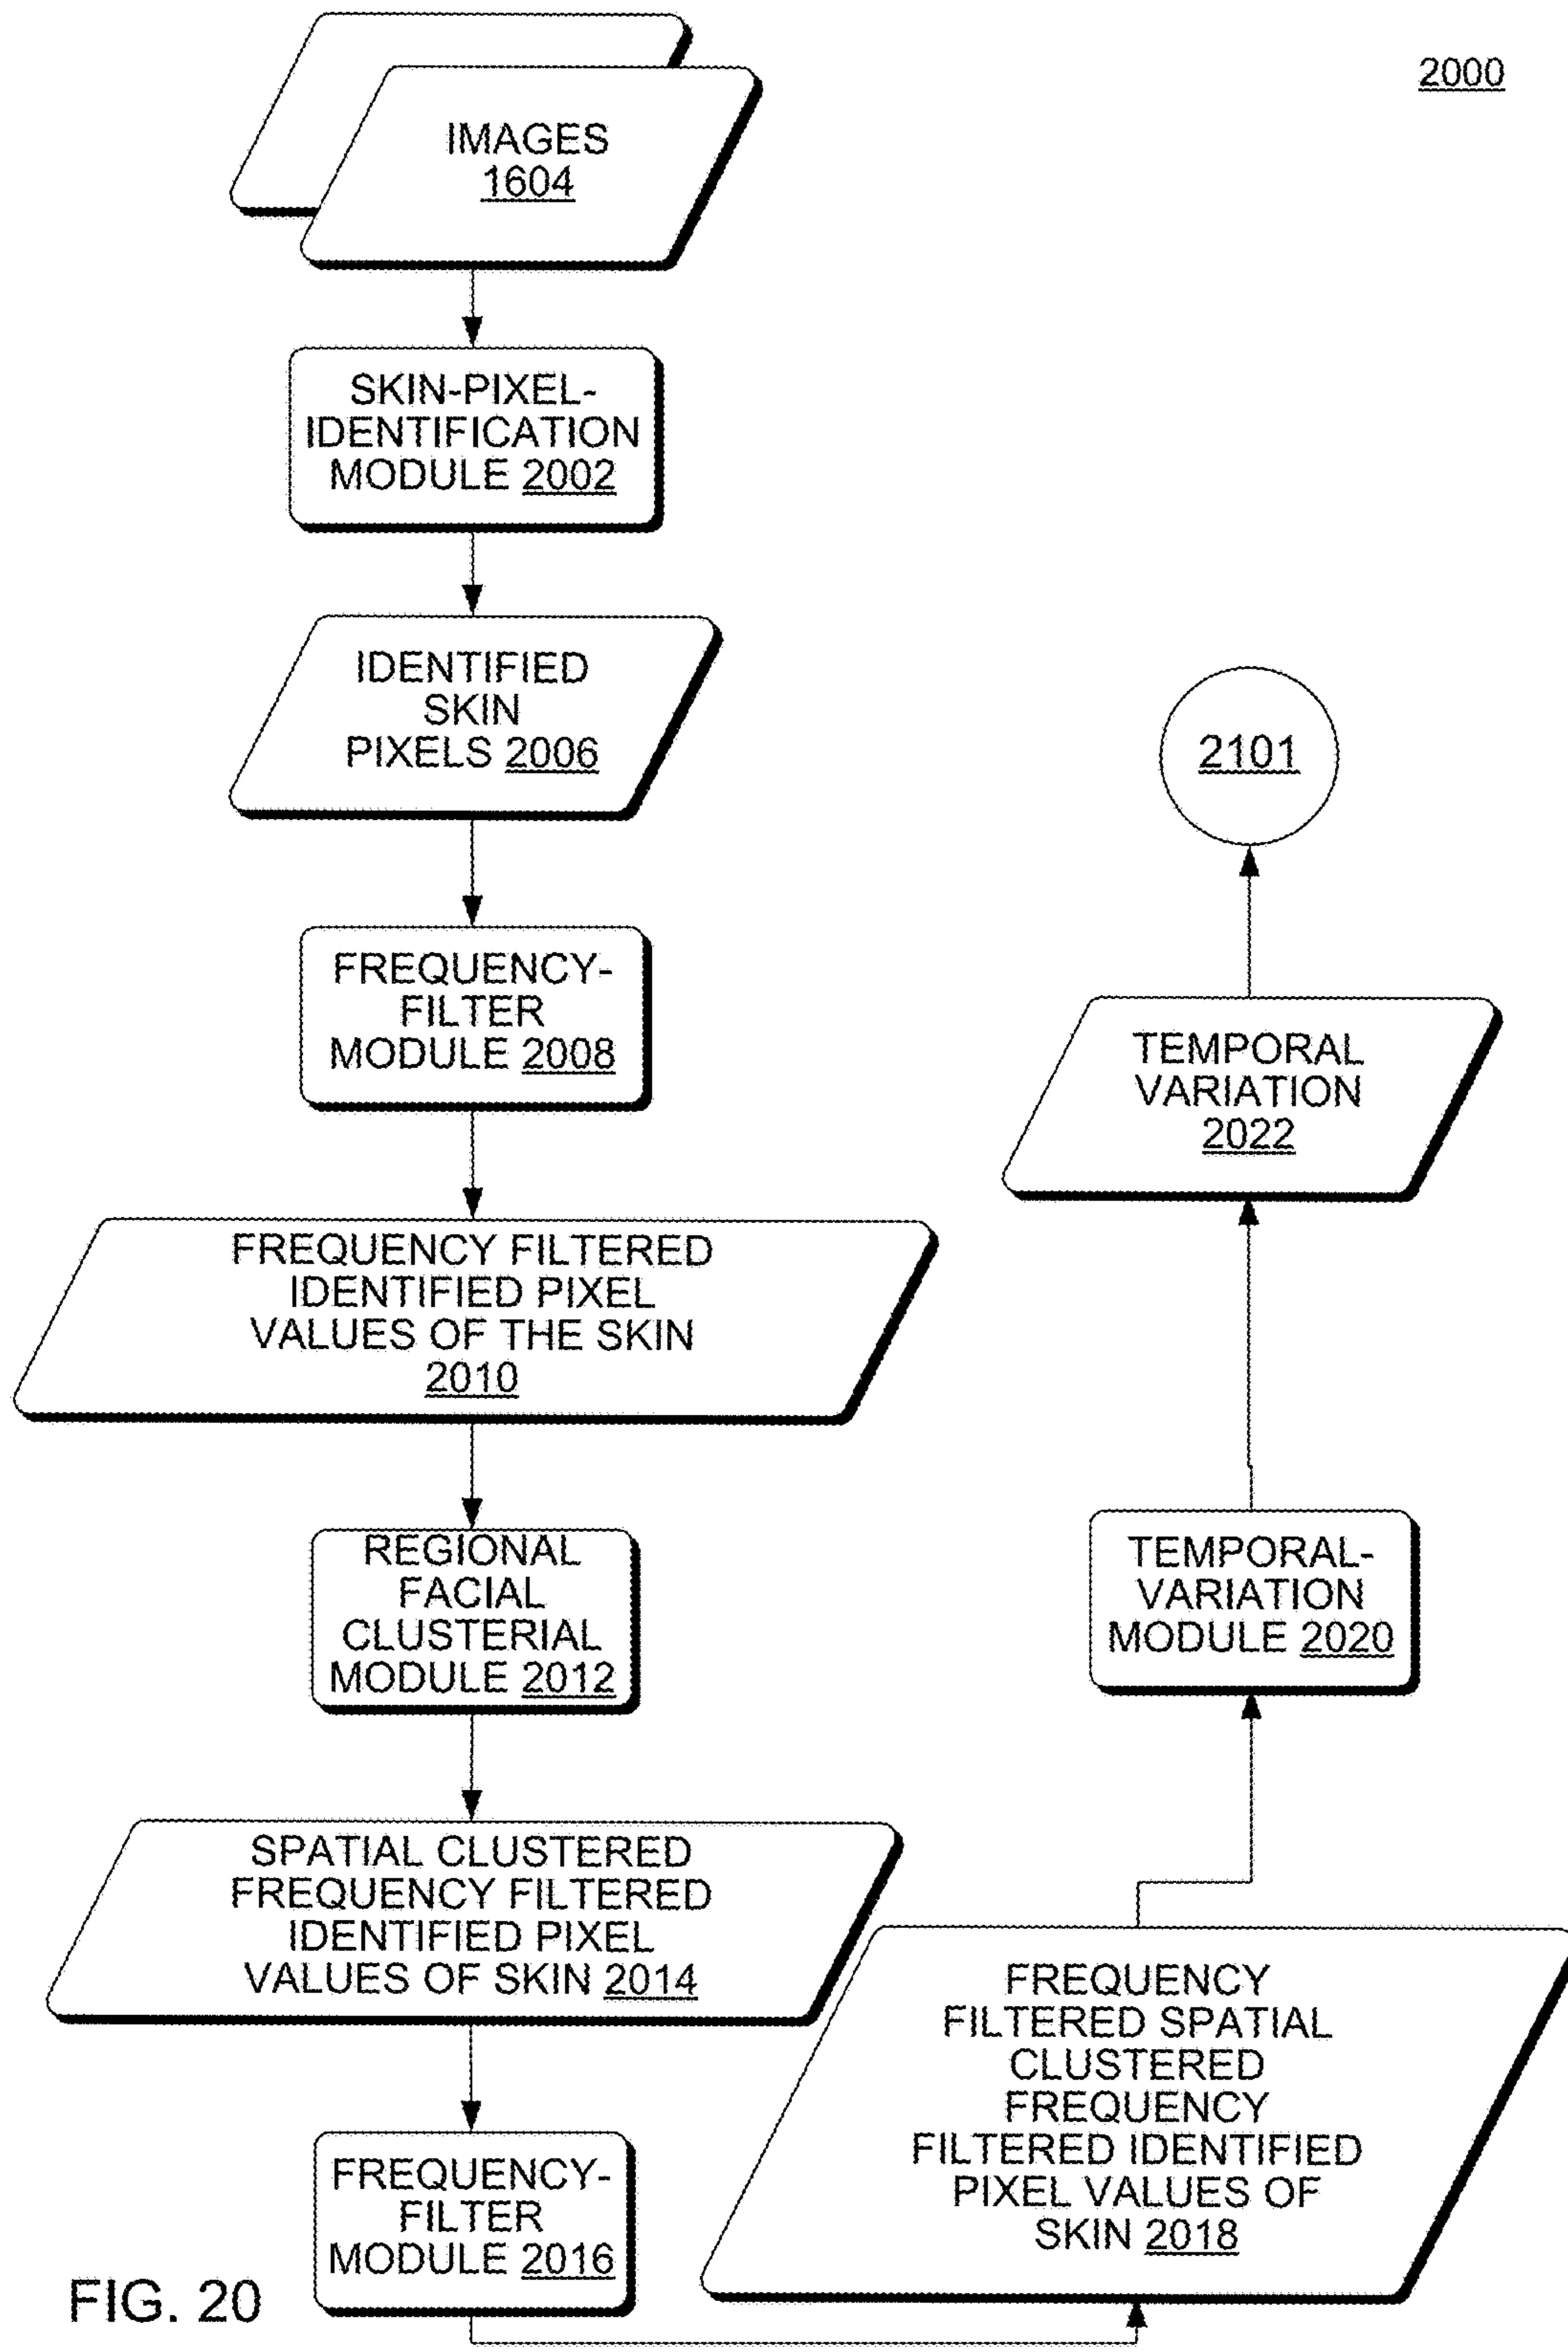 2000
IMAGES
1604
SKIN-PIXEL-
IDENTIFICATION
MODULE 2002
IDENTIFIED
SKIN
PIXELS 2006
FREQUENCY-
FILTER
MODULE 2008
FREQUENCY FILTERED
IDENTIFIED PIXEL
VALUES OF THE SKIN
2010
REGIONAL
FACIAL
CLUSTERIAL
MODULE 2012
SPATIAL CLUSTERED
FREQUENCY FILTERED
IDENTIFIED PIXEL
VALUES OF SKIN 2014
FREQUENCY-
FILTER
MODULE 2016
FREQUENCY
FILTERED SPATIAL
CLUSTERED
FREQUENCY
FILTERED IDENTIFIED
PIXEL VALUES OF
SKIN 2018
TEMPORAL-
VARIATION
MODULE 2020
TEMPORAL
VARIATION
2022
2101
FIG. 20